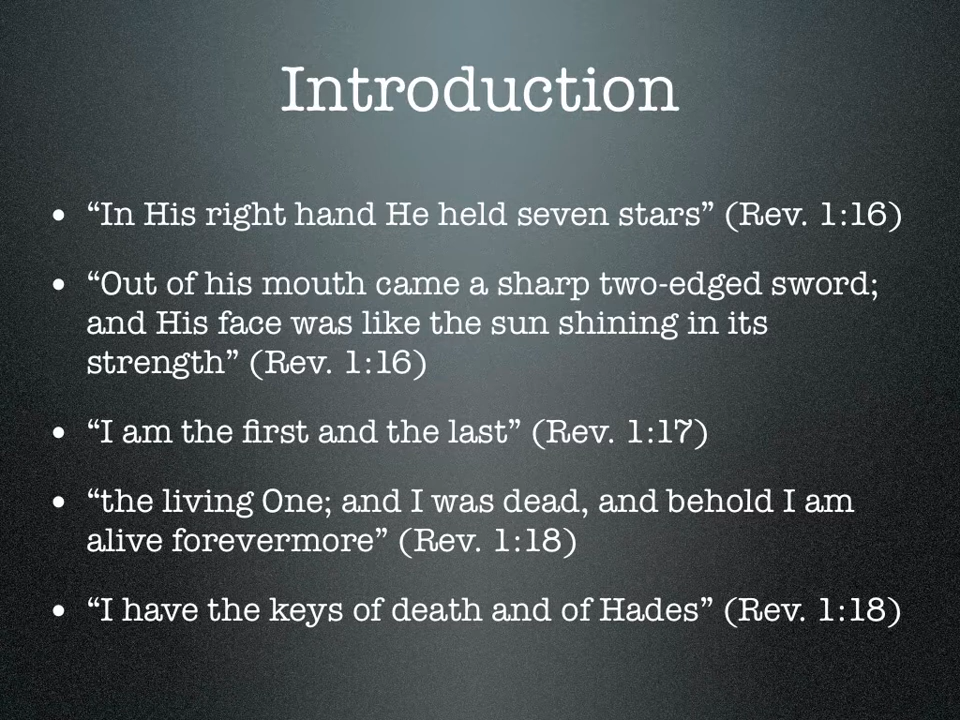 Introduction
• “In His right hand He held seven stars” (Rev. 1:16)
• “Out of his mouth came a sharp two-edged sword;
and His face was like the sun shining in its
strength” (Rev. 1:16)
• “I am the first and the last” (Rev. 1:17)
• “the living One; and I was dead, and behold I am
alive forevermore” (Rev. 1:18)
• “I have the keys of death and of Hades” (Rev. 1:18)